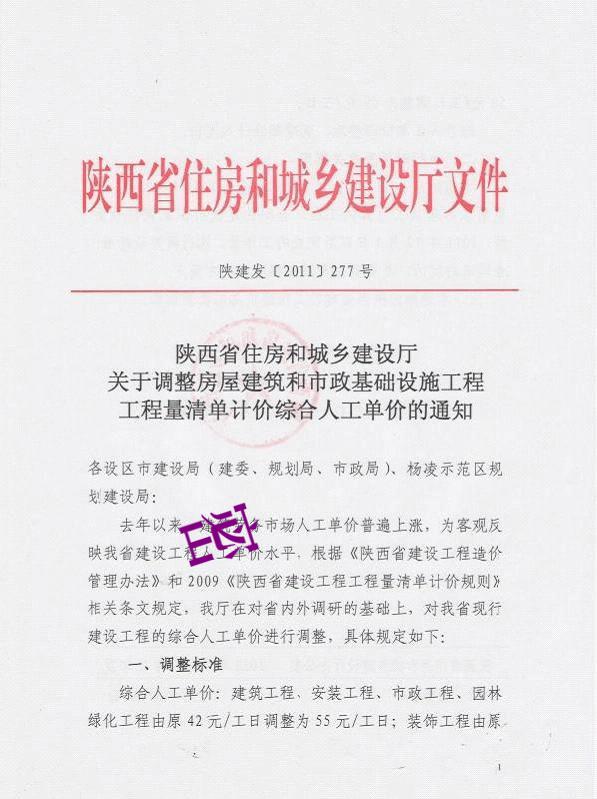 陕西省住房和城乡建设厅文件
陕建发〔2011〕277号
陕西省住房和城乡建设厅
关于调整房屋建筑和市政基础设施工程
工程量清单计价综合人工单价的通知
各设区市建设局(建委、规划局、市政局)、杨凌示范区规
划建设局:
去年以来,建筑劳务市场人工单价普遍上涨,为客观反
映我省建设工程人工单价水平,根据《陕西省建设工程造价
管理办法》和2009《陕西省建设工程工程量清单计价规则》
相关条文规定,我厅在对省内外调研的基础上,对我省现行
建设工程的综合人工单价进行调整,具体规定如下:
一、调整标准
综合人工单价:建筑工程、安装工程、市政工程、园林
绿化工程由原42元/工日调整为55元/工日;装饰工程由原
1